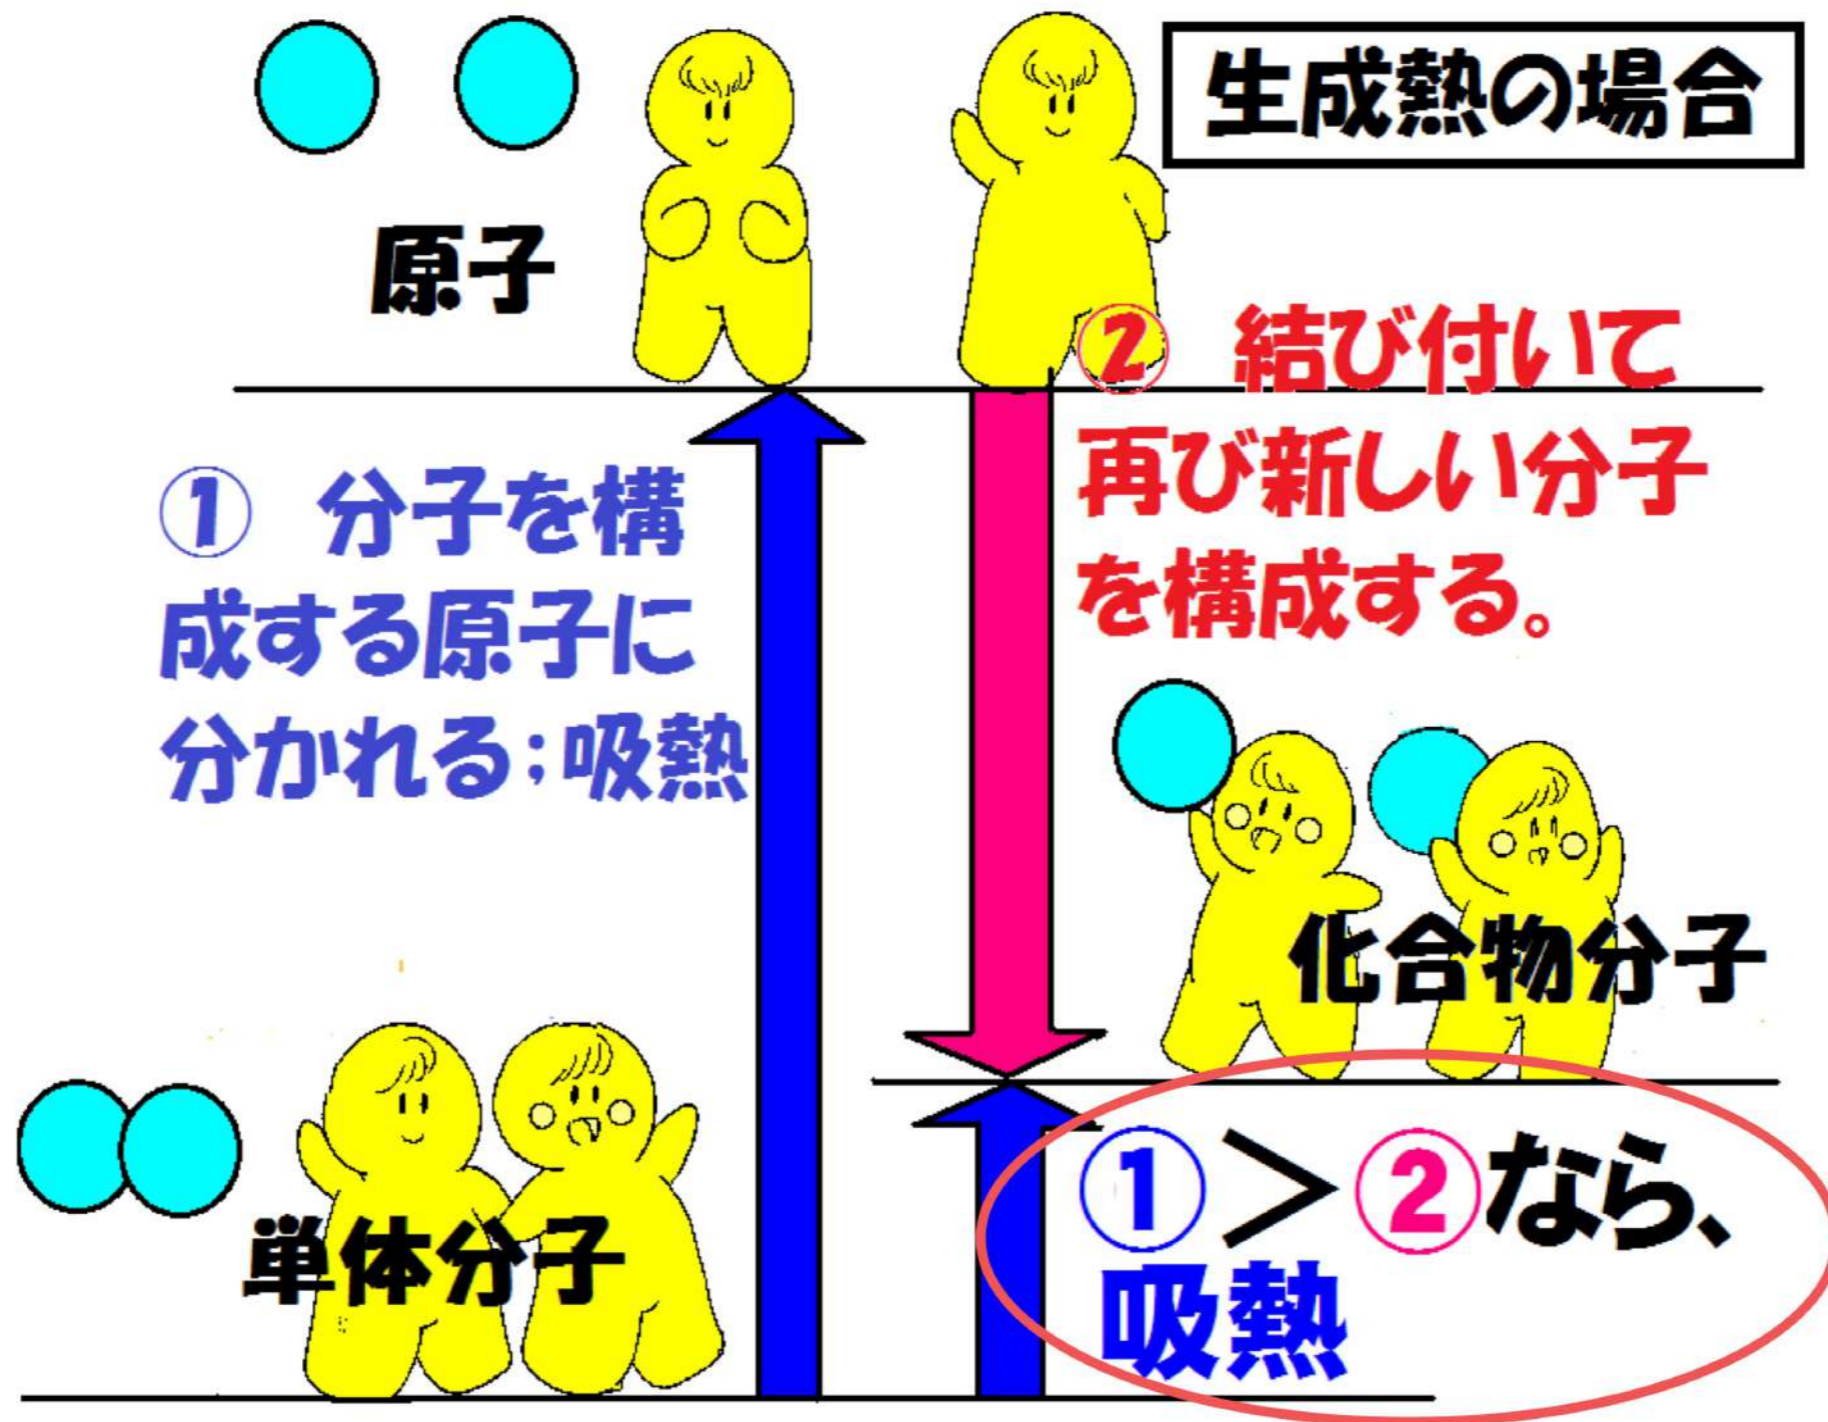 生成熱の場合
原子
② 結び付いて
再び新しい分子
を構成する。
① 分子を構
成する原子に
分かれる；吸熱
化合物分子
単体分子
①＞②なら、
吸熱